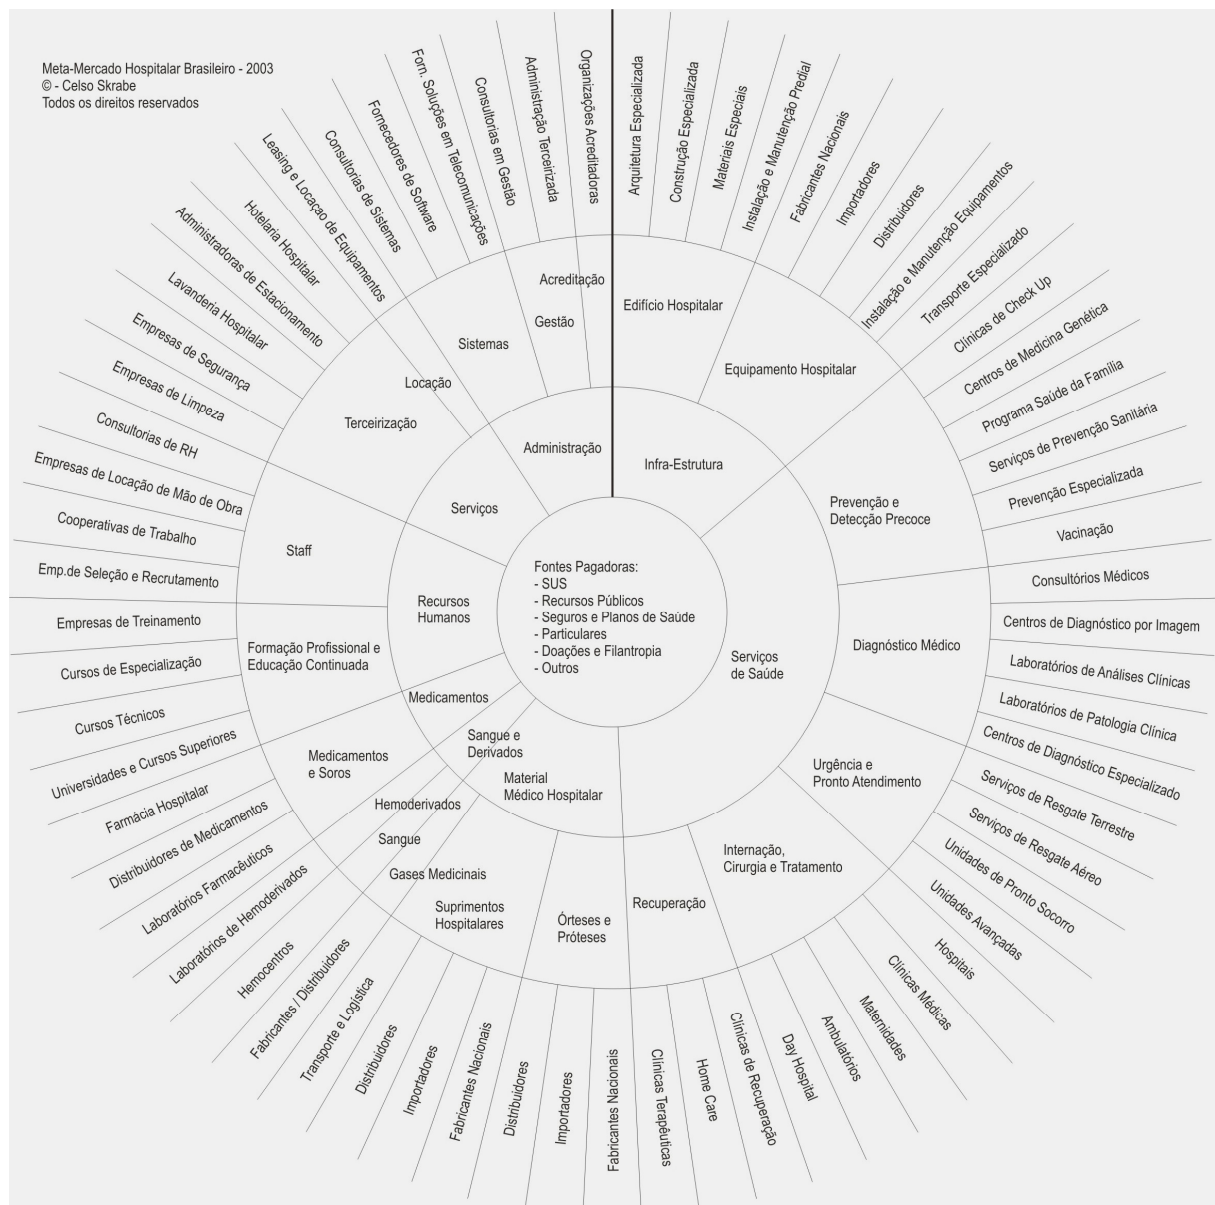 Meta-Mercado Hospitalar Brasileiro - 2003
© - Celso Skrabe
Todos os direitos reservados
Fontes Pagadoras:
- SUS
- Recursos Públicos
- Seguros e Planos de Saúde
- Particulares
- Doações e Filantropia
- Outros
Infra-Estrutura
Serviços
de Saúde
Material
Médico Hospitalar
Sangue e
Derivados
Medicamentos
Recursos
Humanos
Serviços
Administração
Edifício Hospitalar
Equipamento Hospitalar
Prevenção e
Detecção Precoce
Diagnóstico Médico
Urgência e
Pronto Atendimento
Internação,
Cirurgia e Tratamento
Recuperação
Órteses e
Próteses
Suprimentos
Hospitalares
Gases Medicinais
Sangue
Hemoderivados
Medicamentos
e Soros
Formação Profissional e
Educação Continuada
Staff
Terceirização
Locação
Sistemas
Gestão
Acreditação
Arquitetura Especializada
Construção Especializada
Materiais Especiais
Instalação e Manutenção Predial
Fabricantes Nacionais
Importadores
Distribuidores
Instalação e Manutenção Equipamentos
Transporte Especializado
Clínicas de Check Up
Centros de Medicina Genética
Programa Saúde da Família
Serviços de Prevenção Sanitária
Prevenção Especializada
Vacinação
Consultórios Médicos
Centros de Diagnóstico por Imagem
Laboratórios de Análises Clínicas
Laboratórios de Patologia Clínica
Centros de Diagnóstico Especializado
Serviços de Resgate Terrestre
Serviços de Resgate Aéreo
Unidades de Pronto Socorro
Unidades Avançadas
Hospitais
Clínicas Médicas
Maternidades
Ambulatórios
Day Hospital
Clínicas de Recuperação
Home Care
Clínicas Terapêuticas
Fabricantes Nacionais
Importadores
Distribuidores
Fabricantes Nacionais
Importadores
Distribuidores
Transporte e Logística
Fabricantes / Distribuidores
Hemocentros
Laboratórios de Hemoderivados
Laboratórios Farmacêuticos
Distribuidores de Medicamentos
Farmácia Hospitalar
Universidades e Cursos Superiores
Cursos Técnicos
Cursos de Especialização
Empresas de Treinamento
Emp.de Seleção e Recrutamento
Cooperativas de Trabalho
Empresas de Locação de Mão de Obra
Consultorias de RH
Empresas de Limpeza
Empresas de Segurança
Lavanderia Hospitalar
Administradoras de Estacionamento
Hotelaria Hospitalar
Leasing e Locaçao de Equipamentos
Consultorias de Sistemas
Fornecedores de Software
Forn. Soluções em Telecomunicações
Consultorias em Gestão
Administração Terceirizada
Organizações Acreditadoras